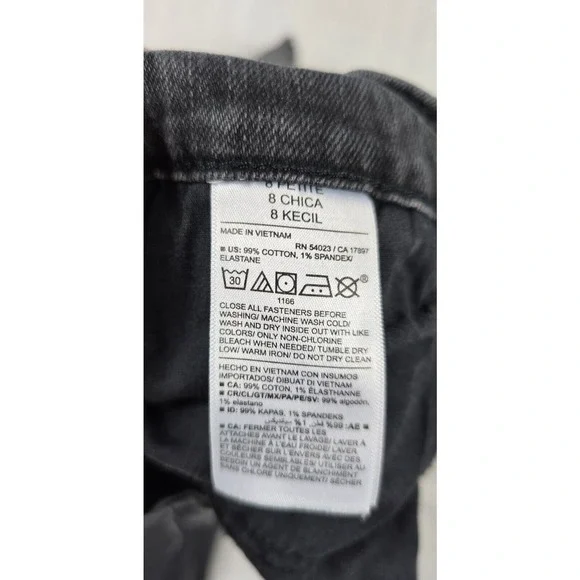 8 PETITE
8 CHICA
8 KECIL
MADE IN VIETNAM
RN 54023 / CA 17897
■ US: 99% COTTON, 1% SPANDEX/
ELASTANE
30
®
1166
CLOSE ALL FASTENERS BEFORE
WASHING/ MACHINE WASH COLD/
WASH AND DRY INSIDE OUT WITH LIKE
COLORS/ ONLY NON-CHLORINE
BLEACH WHEN NEEDED/ TUMBLE DRY
LOW/ WARM IRON/ DO NOT DRY CLEAN
HECHO EN VIETNAM CON INSUMOS
IMPORTADOS/ DIBUAT DI VIETNAM
■ CA: 99% COTTON, 1% ÉLASTHANNE
■ CR/CL/GT/MX/PA/PE/SV: 99% algodón,
1% elastano
■ ID: 99% KAPAS, 1% SPANDEKS
■ CA: FERMER TOUTES LES
ATTACHES AVANT LE LAVAGE/ LAVER À
LA MACHINE À L'EAU FROIDE/ LAVER
ET SÉCHER SUR L'ENVERS AVEC
COULEURS SEMBLABLES/ UTILISER AU
BESOIN UN AGENT DE BLANCHIMENT
SANS CHLORE UNIQUEMENT/ SÉCHER